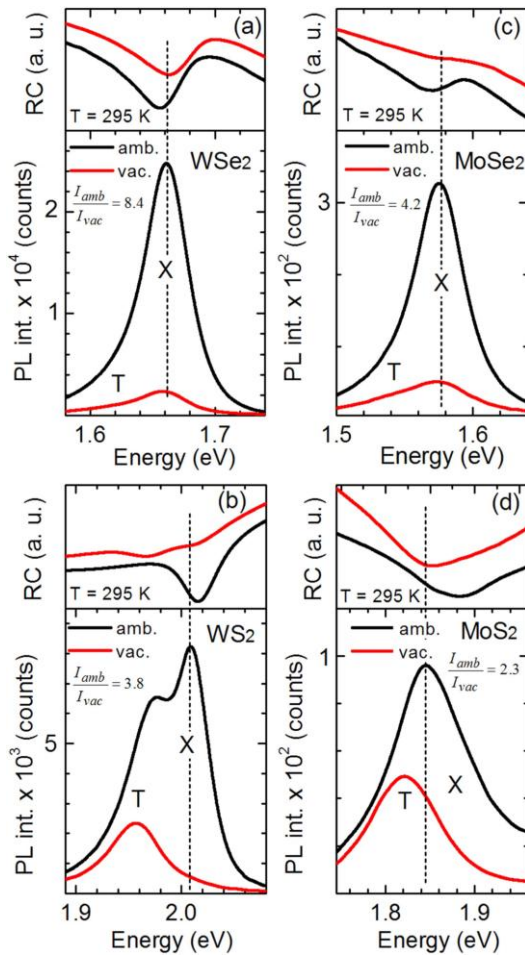 (a)
RC (a. u.)
T = 295 K
amb.
vac.
WSe2
I_amb/I_vac = 8.4
X
T
PL int. x 10^4 (counts)
2
1
1.6 1.7
Energy (eV)
(c)
RC (a. u.)
T = 295 K
amb.
vac.
MoSe2
I_amb/I_vac = 4.2
X
T
PL int. x 10^2 (counts)
3
1.5 1.6
Energy (eV)
(b)
RC (a. u.)
T = 295 K
amb.
vac.
WS2
I_amb/I_vac = 3.8
X
T
PL int. x 10^3 (counts)
5
1.9 2.0
Energy (eV)
(d)
RC (a. u.)
T = 295 K
amb.
vac.
MoS2
I_amb/I_vac = 2.3
T X
PL int. x 10^2 (counts)
1
1.8 1.9
Energy (eV)